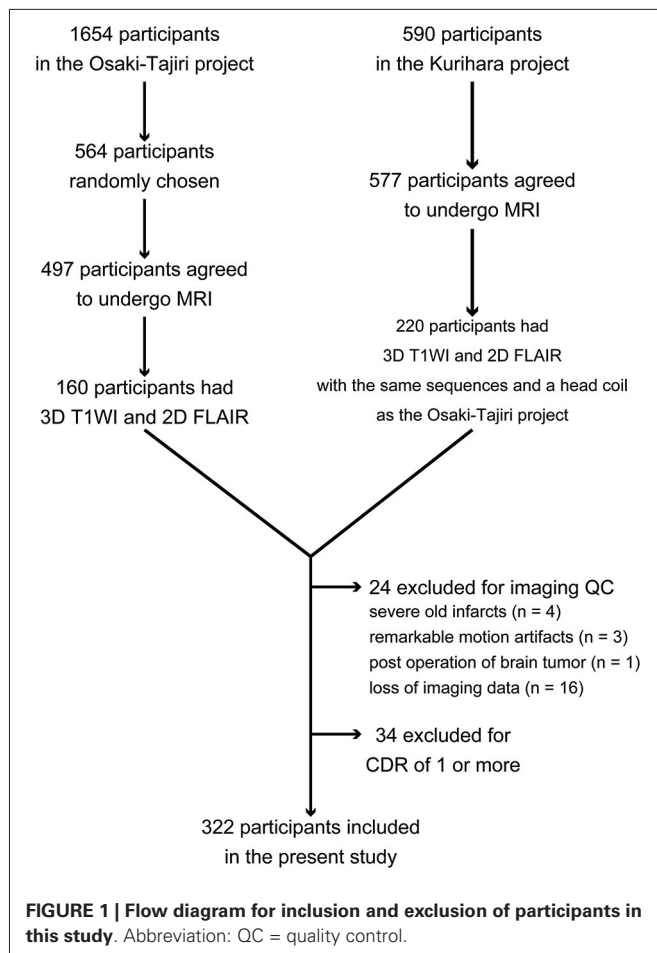 1654 participants
in the Osaki-Tajiri project
564 participants
randomly chosen
497 participants agreed
to undergo MRI
160 participants had
3D T1WI and 2D FLAIR
590 participants
in the Kurihara project
577 participants agreed
to undergo MRI
220 participants had
3D T1WI and 2D FLAIR
with the same sequences and a head coil
as the Osaki-Tajiri project
24 excluded for imaging QC
severe old infarcts (n = 4)
remarkable motion artifacts (n = 3)
post operation of brain tumor (n = 1)
loss of imaging data (n = 16)
34 excluded for
CDR of 1 or more
322 participants included
in the present study
FIGURE 1 | Flow diagram for inclusion and exclusion of participants in
this study. Abbreviation: QC = quality control.